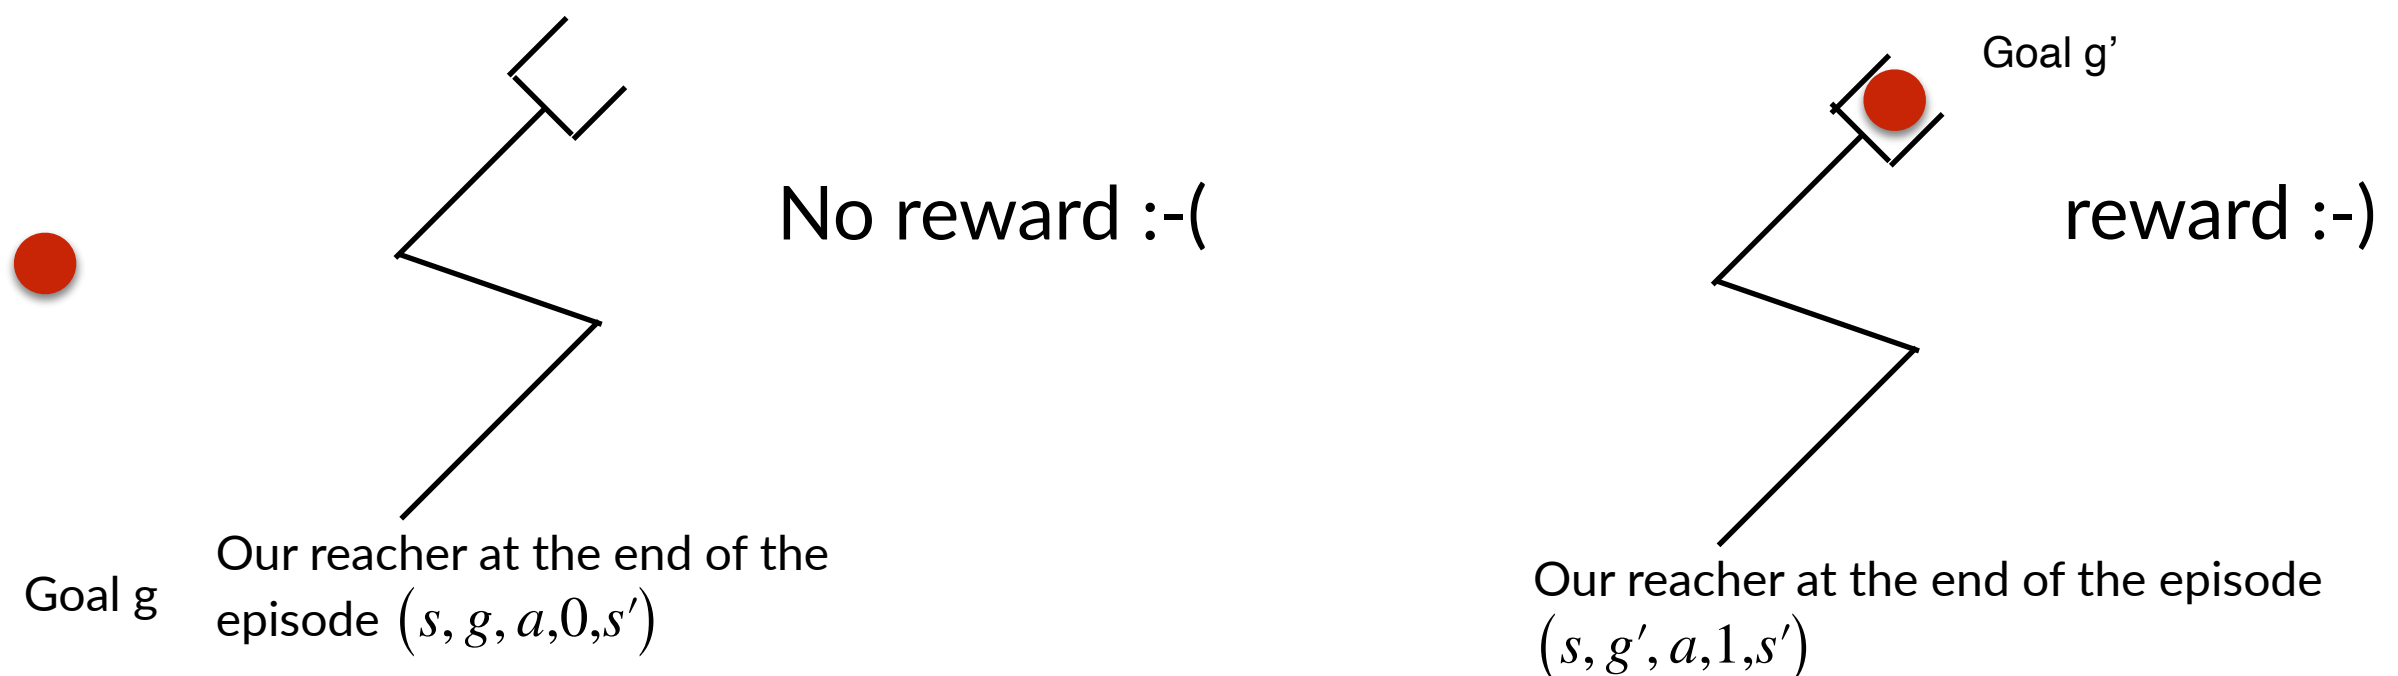 Goal g’
No reward :-(
reward :-)
Goal g
Our reacher at the end of the
episode (s, g, a,0,s′)
Our reacher at the end of the episode
(s, g′, a,1,s′)